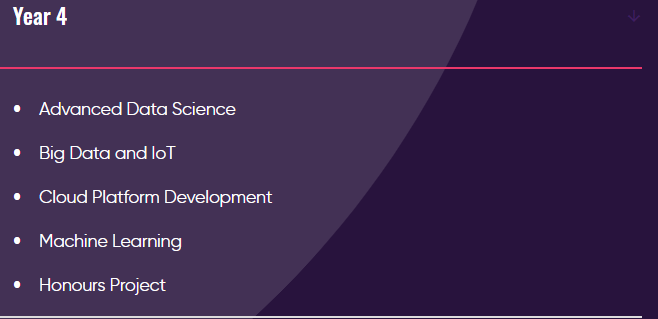 Year 4
Advanced Data Science
Big Data and IoT
Cloud Platform Development
Machine Learning
Honours Project